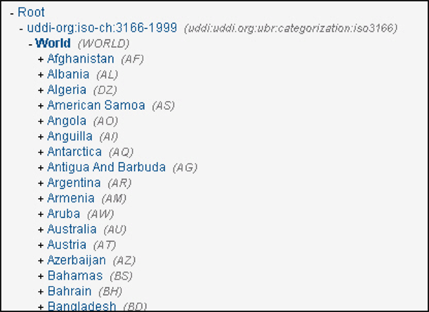 - Root
- uddi-org:iso-ch:3166-1999 (uddi:uddi.org:ubr:categorization:iso3166)
- World (WORLD)
+ Afghanistan (AF)
+ Albania (AL)
+ Algeria (DZ)
+ American Samoa (AS)
+ Angola (AO)
+ Anguilla (AI)
+ Antarctica (AQ)
+ Antigua And Barbuda (AG)
+ Argentina (AR)
+ Armenia (AM)
+ Aruba (AW)
+ Australia (AU)
+ Austria (AT)
+ Azerbaijan (AZ)
+ Bahamas (BS)
+ Bahrain (BH)
+ Bangladesh (BD)